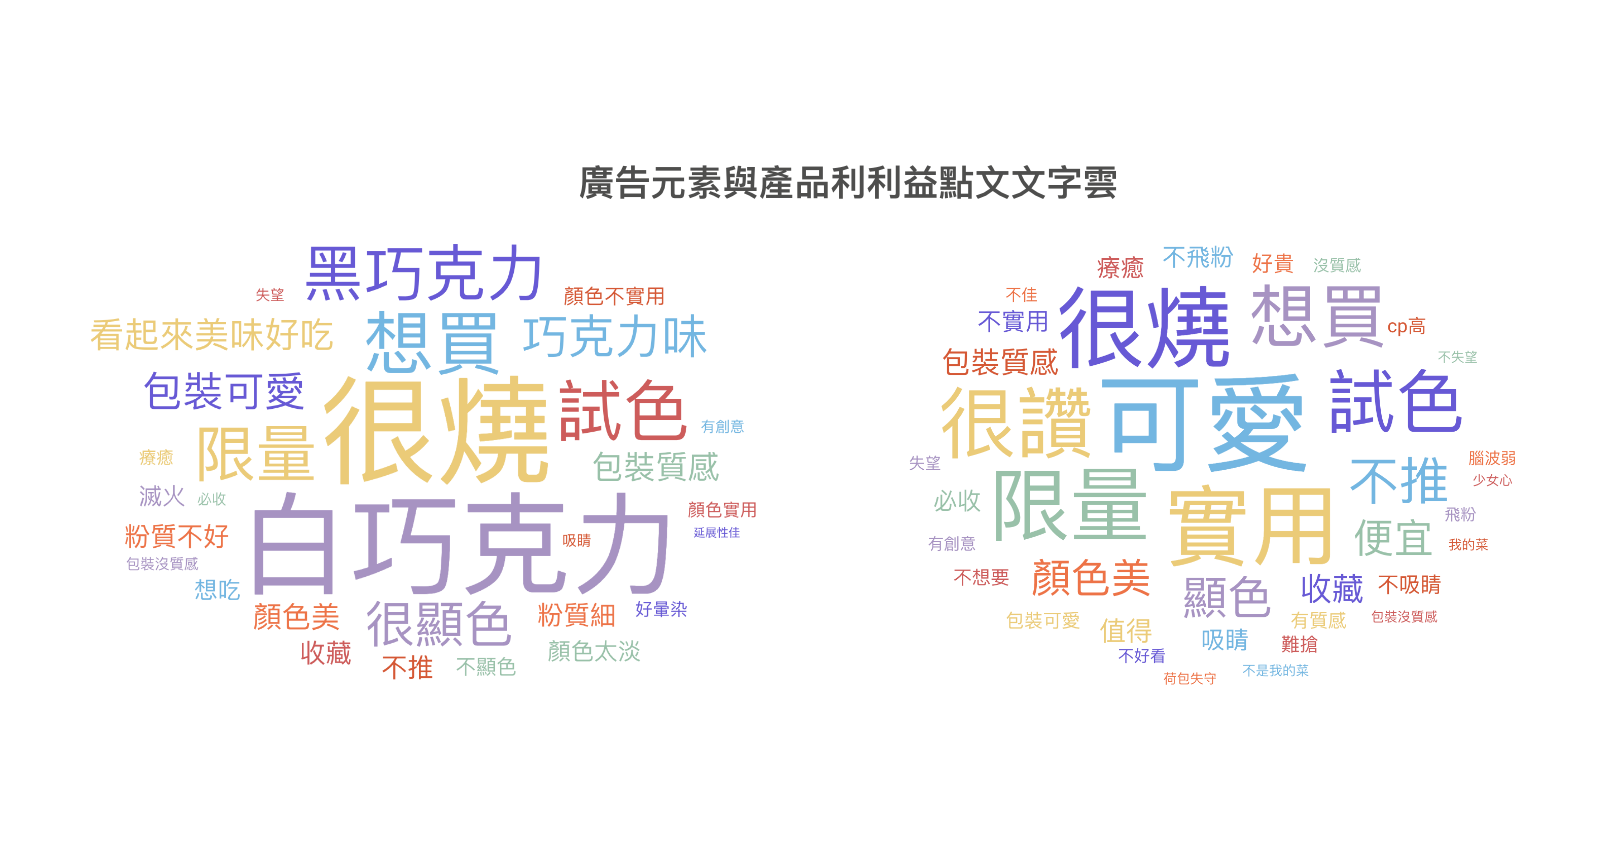 廣告元素與產品利利益點文文字雲
黑巧克力
失望
顏色不實用
看起來美味好吃
想買
巧克力味
包裝可愛
很燒
試色
有創意
限量
療癒
包裝質感
滅火
必收
白巧克力
顏色實用
延展性佳
粉質不好
吸睛
包裝沒質感
想吃
顏色美
很顯色
粉質細
好暈染
收藏
不推
不顯色
顏色太淡
療癒
不飛粉
好貴
沒質感
不佳
很燒
想買
不實用
cp高
包裝質感
不失望
很讚
可愛
試色
失望
限量
不推
腦波弱
少女心
必收
實用
飛粉
有創意
便宜
我的菜
不想要
顏色美
顯色
收藏
不吸睛
包裝可愛
值得
有質感
包裝沒質感
吸睛
難搶
不好看
不是我的菜
荷包失守